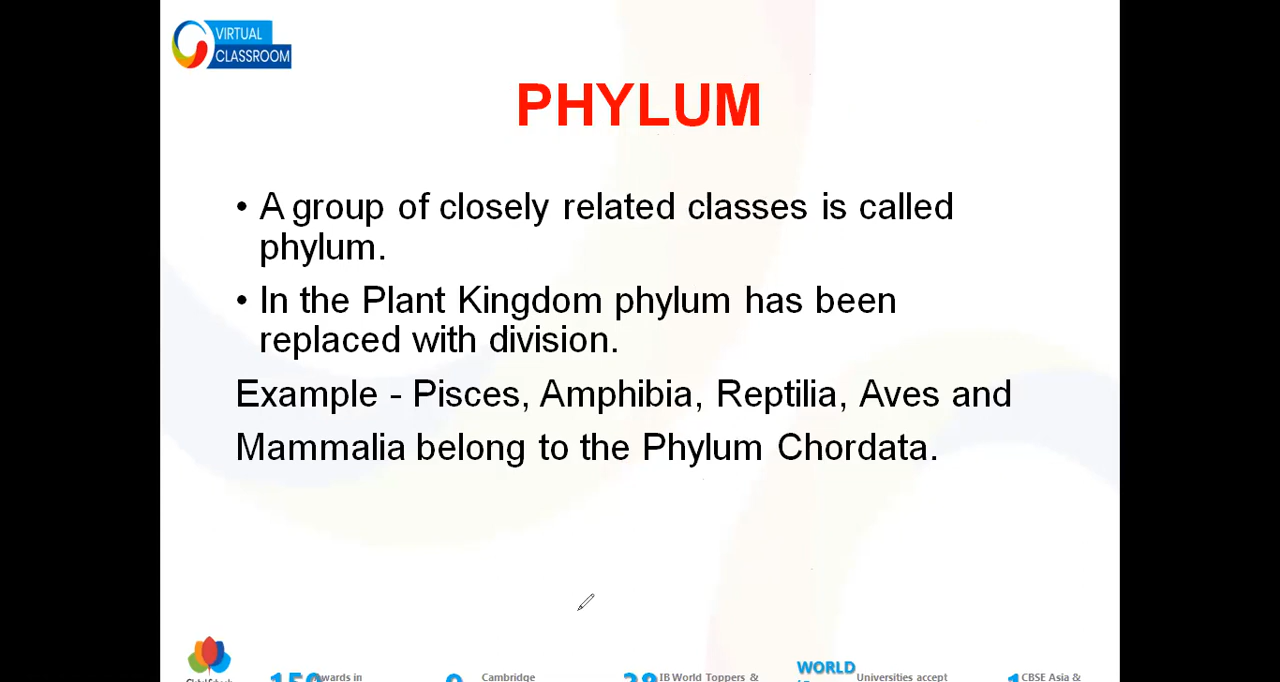 VIRTUAL
CLASSROOM
PHYLUM
• A group of closely related classes is called
phylum.
• In the Plant Kingdom phylum has been
replaced with division.
Example - Pisces, Amphibia, Reptilia, Aves and
Mammalia belong to the Phylum Chordata.
Awards in
Cambridge
IB World Toppers &
WORLD
Universities accept
CBSE Asia &